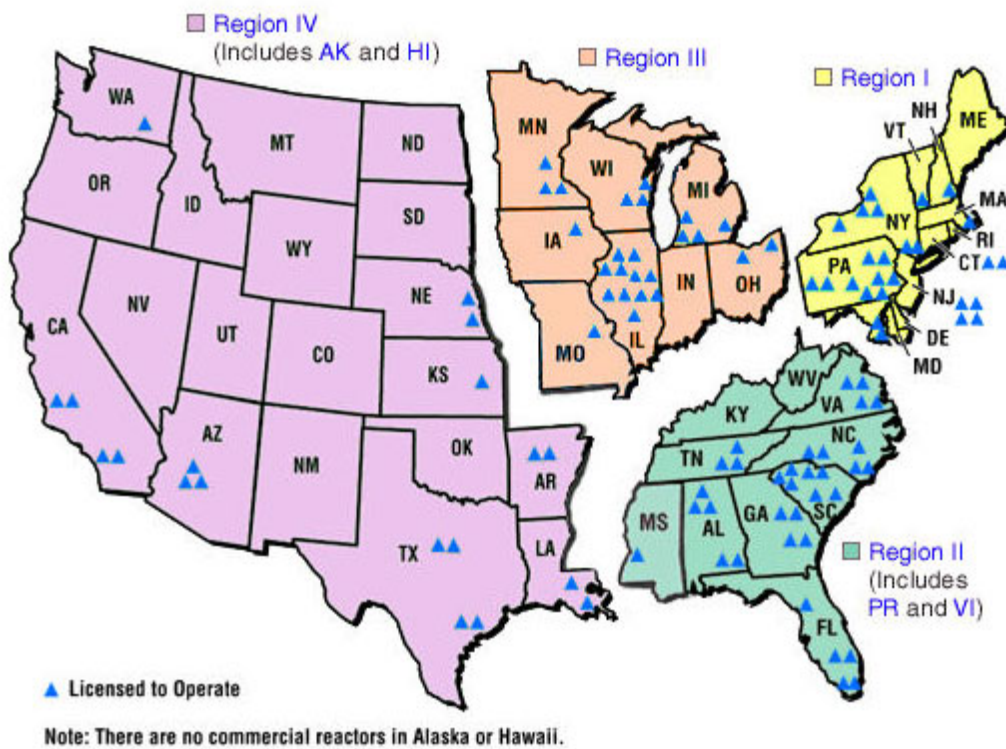 Region IV
(Includes AK and HI)
Region III
Region I
WA
MT
ND
MN
WI
MI
VT
NH
ME
OR
ID
SD
WY
IA
NY
MA
RI
CT
NE
IN
OH
PA
NJ
CA
NV
UT
CO
IL
MO
DE
MD
KS
WV
KY
VA
AZ
NM
OK
AR
TN
NC
MS
AL
GA
SC
TX
LA
Region II
(Includes
PR and VI)
FL
Licensed to Operate
Note: There are no commercial reactors in Alaska or Hawaii.